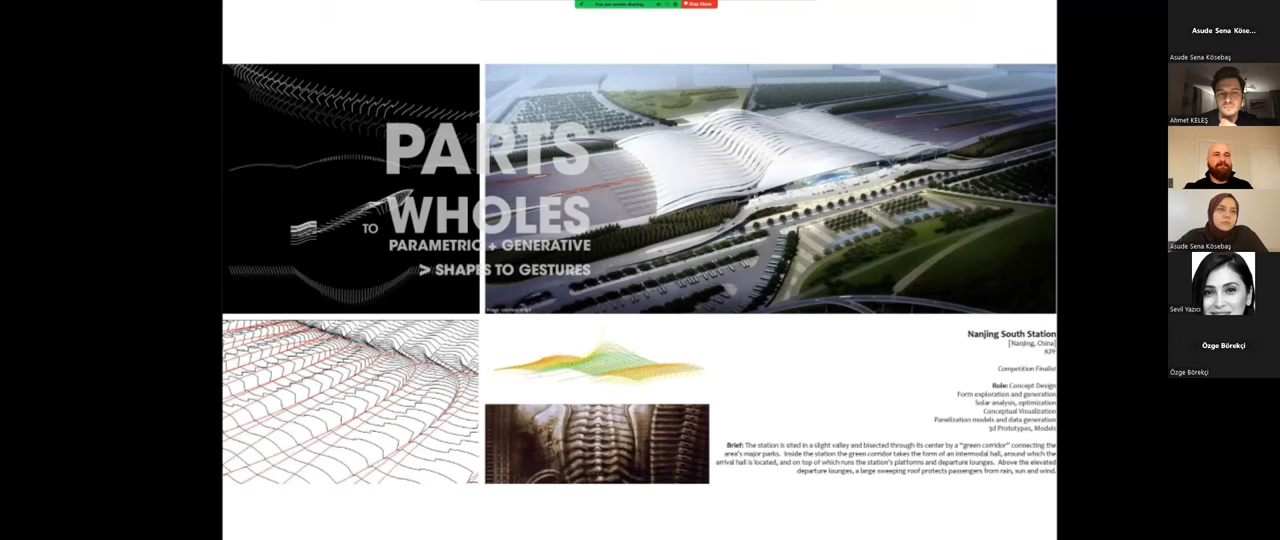 You are screen sharing
Stop Share
PARTS
TO WHOLES
PARAMETRIC + GENERATIVE
> SHAPES TO GESTURES
Nanjing South Station
[Nanjing, China]
KPF
Competition Finalist
Role: Concept Design
Form exploration and generation
Solar analysis, optimization
Conceptual Visualization
Panelization models and data generation
3d Prototypes, Models
Brief: The station is sited in a slight valley and bisected through its center by a "green corridor" connecting the
area's major parks. Inside the station the green corridor takes the form of an intermodal hall, around which the
arrival hall is located, and on top of which runs the station's platforms and departure lounges. Above the elevated
departure lounges, a large sweeping roof protects passengers from rain, sun and wind.
Asude Sena Köse...
Asude Sena Kösebaş
Ahmet KELEŞ
Asude Sena Kösebaş
Sevil Yazıcı
Özge Börekçi
Özge Börekçi